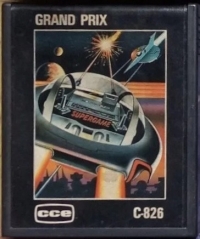 GRAND PRIX
SUPERGAME
cce
C-826